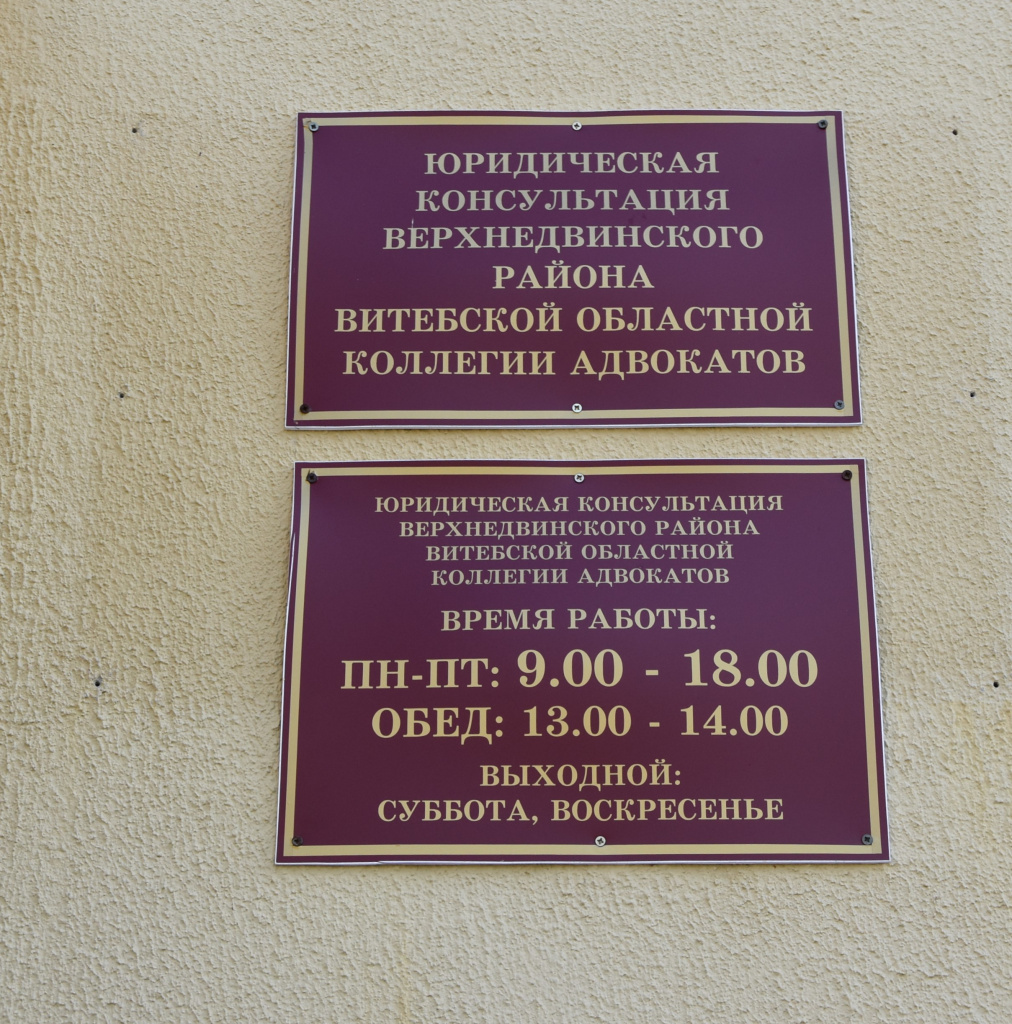 ЮРИДИЧЕСКАЯ
КОНСУЛЬТАЦИЯ
ВЕРХНЕДВИНСКОГО
РАЙОНА
ВИТЕБСКОЙ ОБЛАСТНОЙ
КОЛЛЕГИИ АДВОКАТОВ
ЮРИДИЧЕСКАЯ КОНСУЛЬТАЦИЯ
ВЕРХНЕДВИНСКОГО РАЙОНА
ВИТЕБСКОЙ ОБЛАСТНОЙ
КОЛЛЕГИИ АДВОКАТОВ
ВРЕМЯ РАБОТЫ:
ПН-ПТ: 9.00 - 18.00
ОБЕД: 13.00 - 14.00
ВЫХОДНОЙ:
СУББОТА, ВОСКРЕСЕНЬЕ